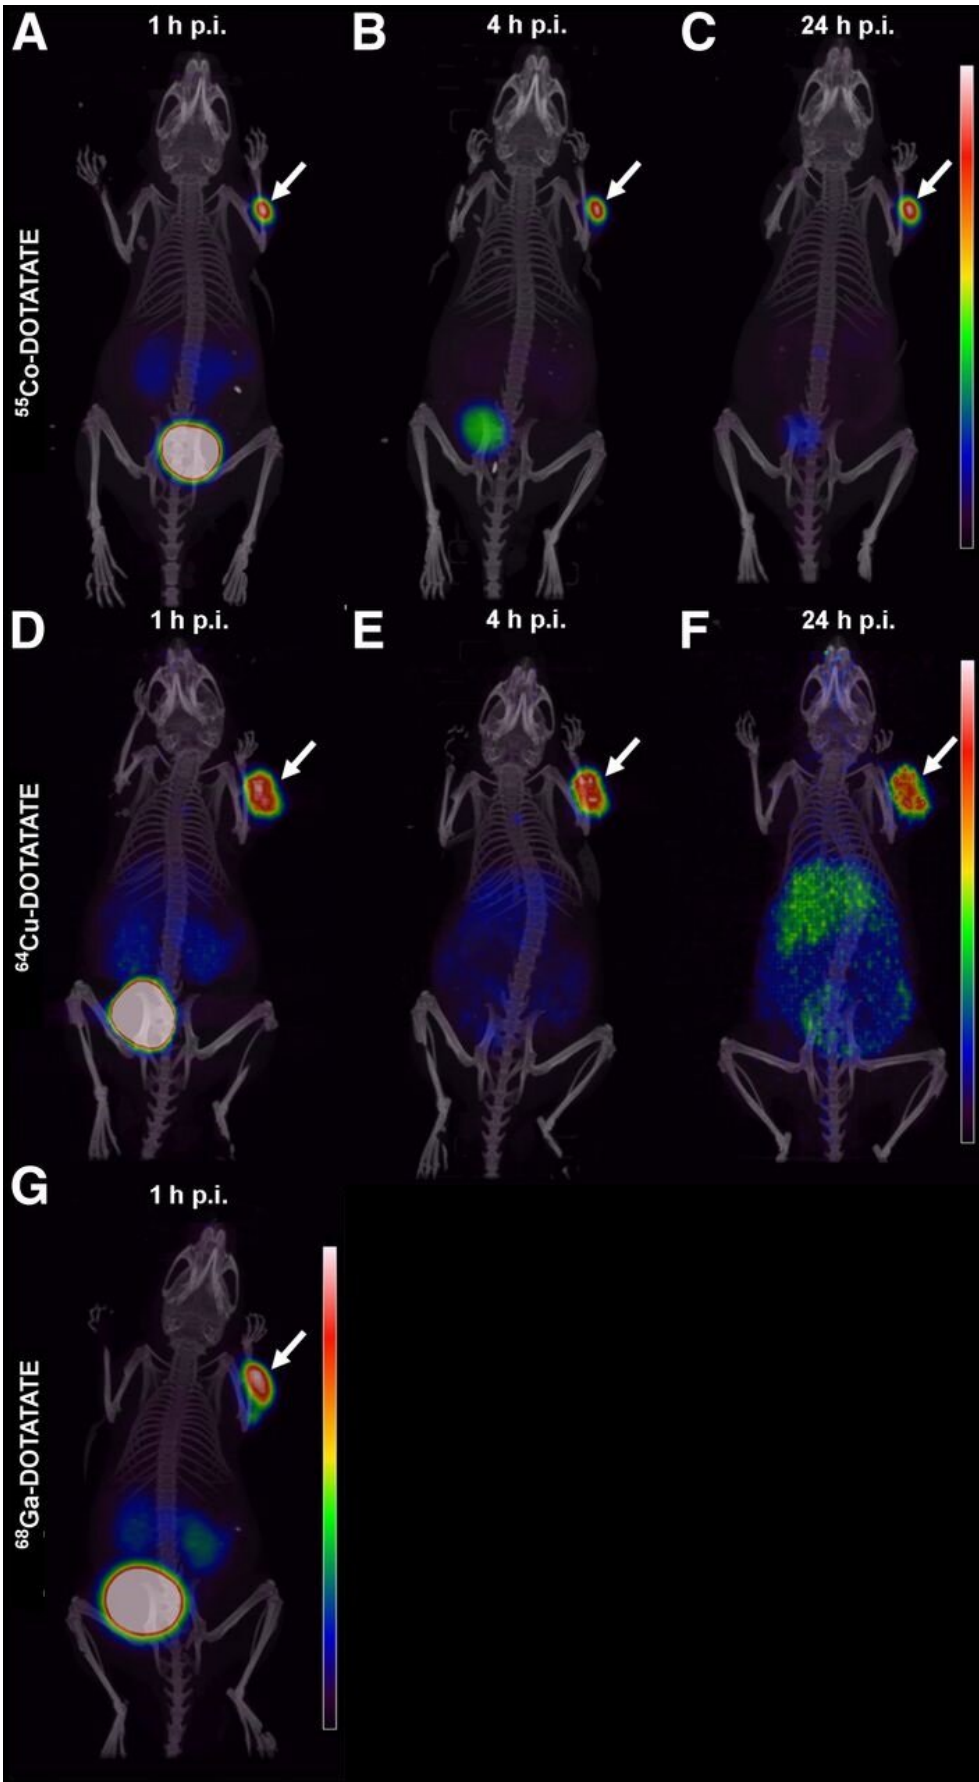 A 1 h p.i.
B 4 h p.i.
C 24 h p.i.
⁵⁵Co-DOTATATE
D 1 h p.i.
E 4 h p.i.
F 24 h p.i.
⁶⁴Cu-DOTATATE
G 1 h p.i.
⁶⁸Ga-DOTATATE